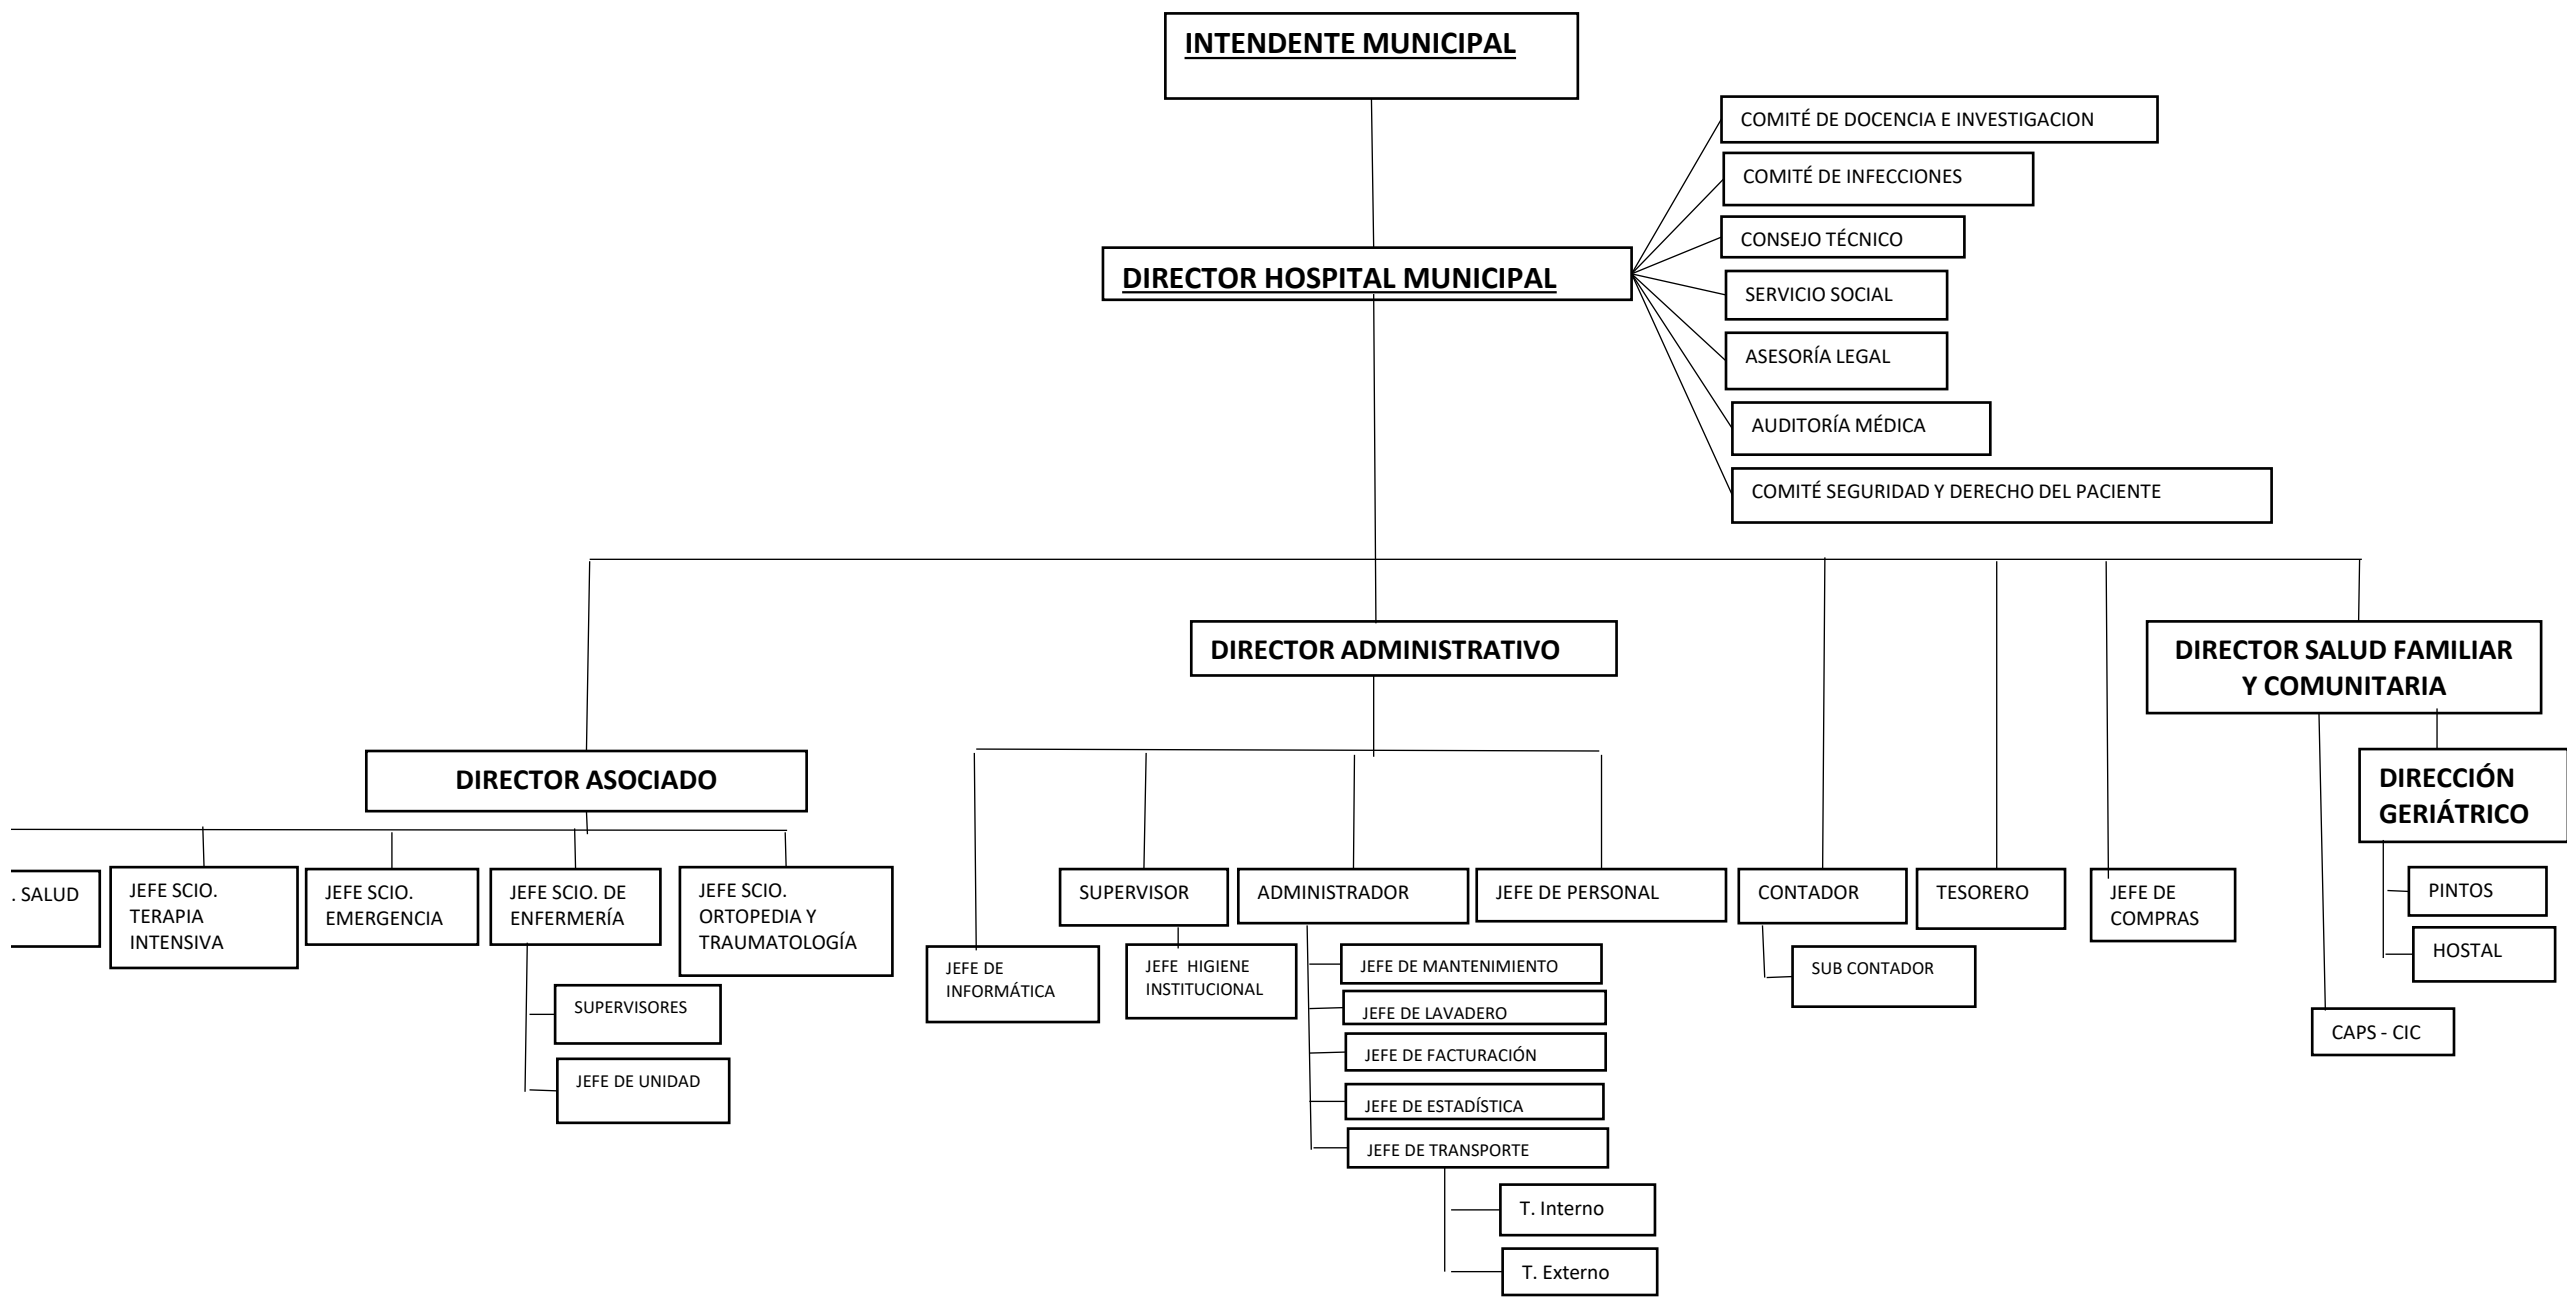 INTENDENTE MUNICIPAL
COMITÉ DE DOCENCIA E INVESTIGACION
COMITÉ DE INFECCIONES
CONSEJO TÉCNICO
DIRECTOR HOSPITAL MUNICIPAL
SERVICIO SOCIAL
ASESORÍA LEGAL
AUDITORÍA MÉDICA
COMITÉ SEGURIDAD Y DERECHO DEL PACIENTE
DIRECTOR ADMINISTRATIVO
DIRECTOR SALUD FAMILIAR
Y COMUNITARIA
DIRECTOR ASOCIADO
DIRECCIÓN
GERIÁTRICO
. SALUD
JEFE SCIO.
TERAPIA
INTENSIVA
JEFE SCIO.
EMERGENCIA
JEFE SCIO. DE
ENFERMERÍA
JEFE SCIO.
ORTOPEDIA Y
TRAUMATOLOGÍA
SUPERVISOR
ADMINISTRADOR
JEFE DE PERSONAL
CONTADOR
TESORERO
JEFE DE
COMPRAS
PINTOS
HOSTAL
JEFE DE
INFORMÁTICA
JEFE  HIGIENE
INSTITUCIONAL
JEFE DE MANTENIMIENTO
SUB CONTADOR
SUPERVISORES
JEFE DE LAVADERO
CAPS - CIC
JEFE DE FACTURACIÓN
JEFE DE UNIDAD
JEFE DE ESTADÍSTICA
JEFE DE TRANSPORTE
T. Interno
T. Externo